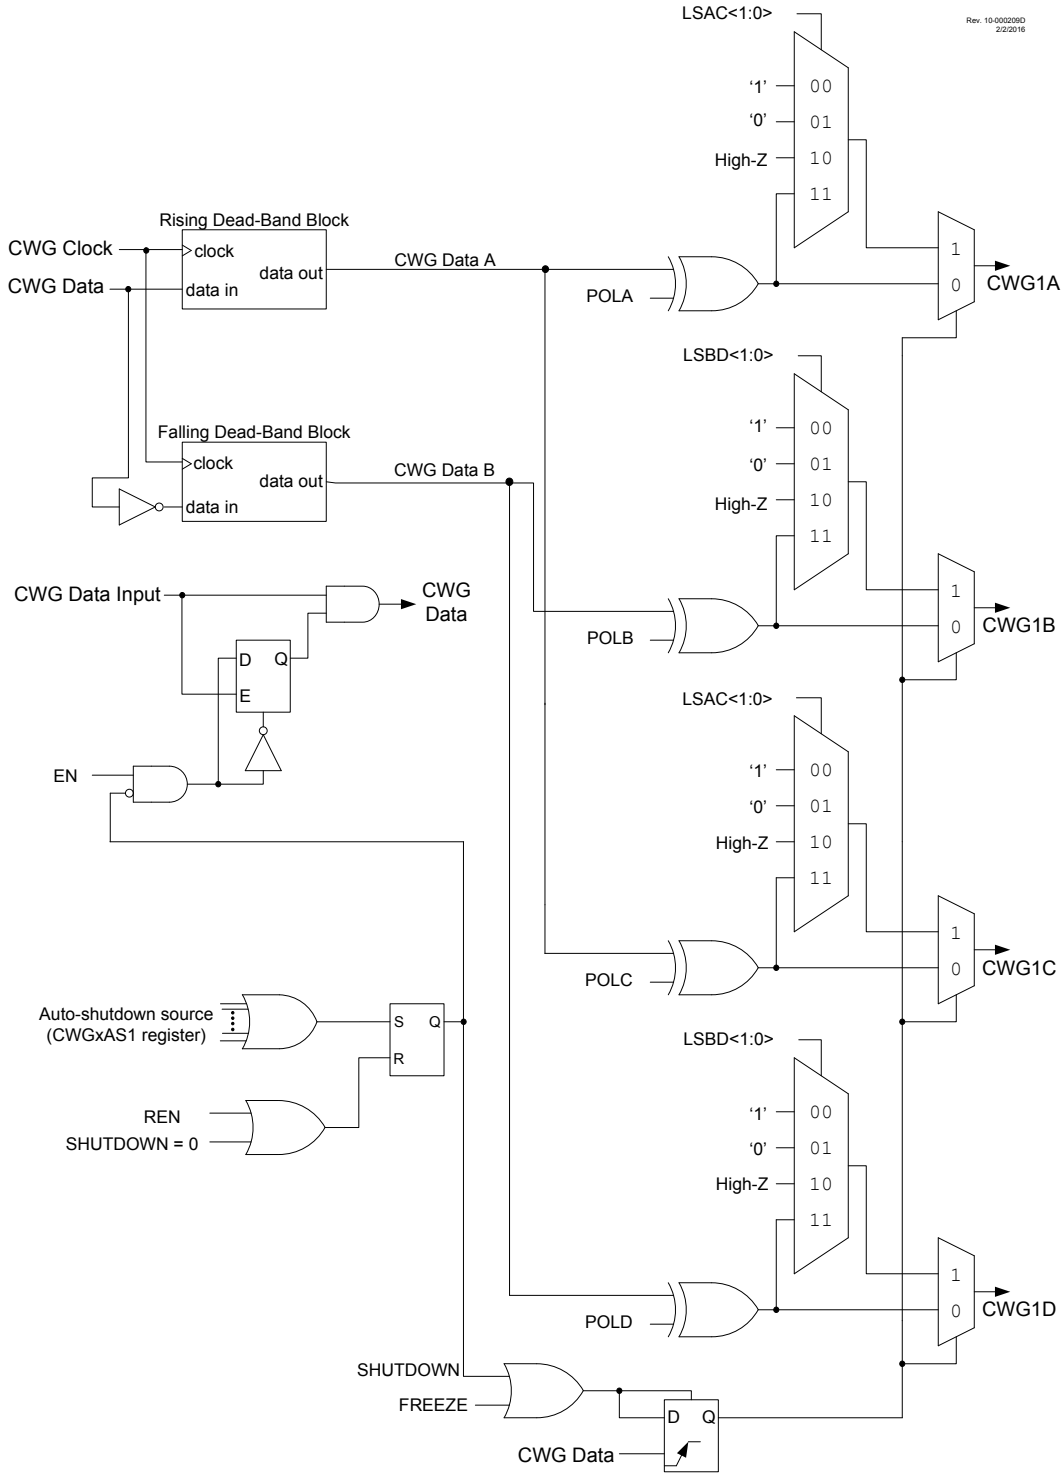 LSAC<1:0>
Rev. 10-000209D
2/2/2016
'1'
00
'0'
01
High-Z
10
11
Rising Dead-Band Block
CWG Clock
clock
CWG Data A
data out
CWG Data
data in
POLA
1
0
CWG1A
LSBD<1:0>
'1'
00
Falling Dead-Band Block
clock
CWG Data B
data out
'0'
01
High-Z
10
data in
11
CWG Data Input
CWG
Data
1
0
CWG1B
POLB
D
Q
E
LSAC<1:0>
EN
'1'
00
'0'
01
High-Z
10
11
1
0
CWG1C
POLC
Auto-shutdown source
(CWGxAS1 register)
S
Q
R
LSBD<1:0>
REN
SHUTDOWN = 0
'1'
00
'0'
01
High-Z
10
11
1
0
CWG1D
POLD
SHUTDOWN
FREEZE
D
Q
CWG Data